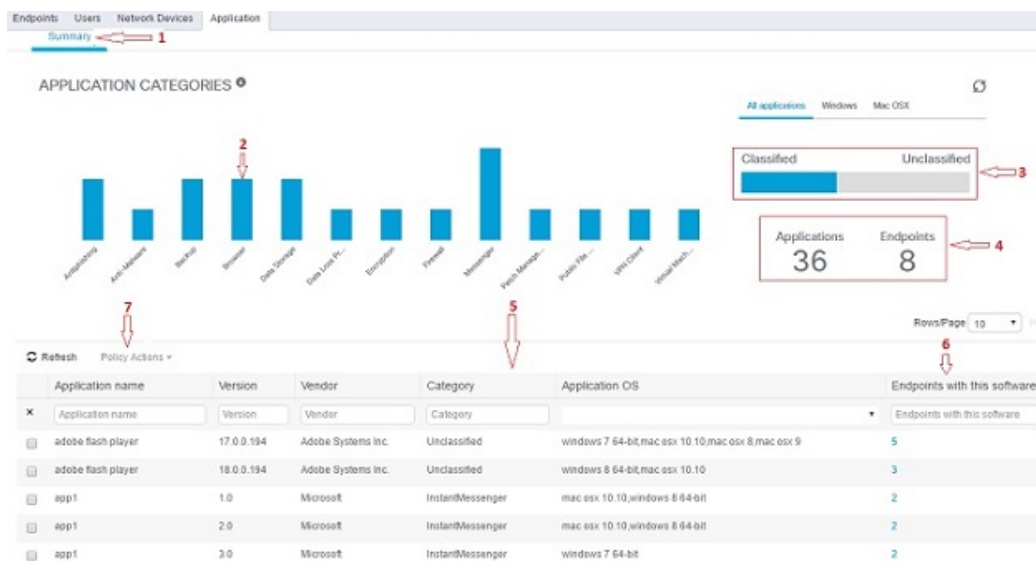 Endpoints Users Network Devices Application
Summary 1
APPLICATION CATEGORIES
All applications Windows Mac OSX
2
Classified Unclassified
3
Applications Endpoints
36 8
4
Antiphishing Anti-Malware Backup Browser Data Storage Data Loss Pr... Encryption Firewall Messenger Patch Manage... Public File ... VPN Client Virtual Mach...
7 5
Rows/Page 10
6
Refresh Policy Actions
Application name Version Vendor Category Application OS Endpoints with this software
x Application name Version Vendor Category Endpoints with this software
adobe flash player 17.0.0.194 Adobe Systems Inc. Unclassified windows 7 64-bit,mac osx 10.10,mac osx 8,mac osx 9 5
adobe flash player 18.0.0.194 Adobe Systems Inc. Unclassified windows 8 64-bit,mac osx 10.10 3
app1 1.0 Microsoft InstantMessenger mac osx 10.10,windows 8 64-bit 2
app1 2.0 Microsoft InstantMessenger mac osx 10.10,windows 8 64-bit 2
app1 3.0 Microsoft InstantMessenger windows 7 64-bit 2